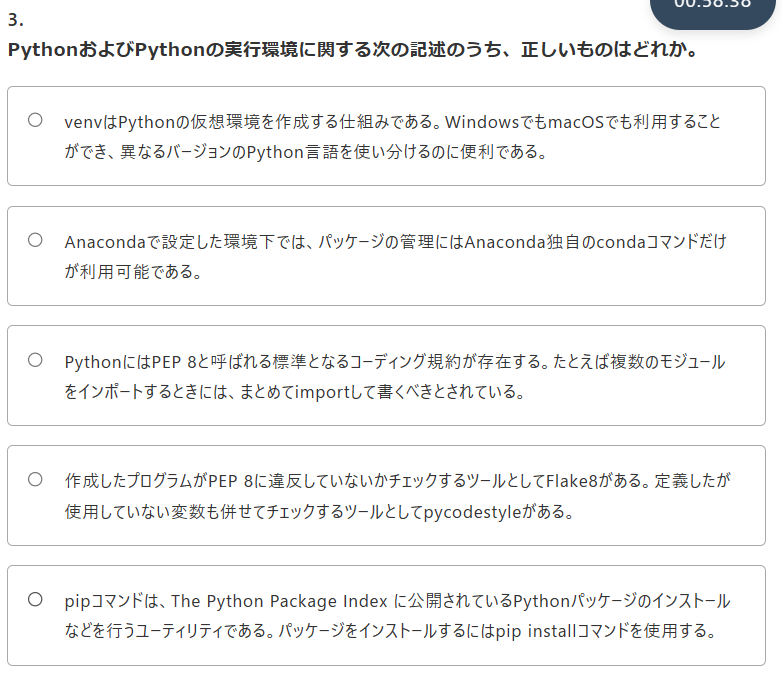 00:58:38
3.
PythonおよびPythonの実行環境に関する次の記述のうち、正しいものはどれか。
venvはPythonの仮想環境を作成する仕組みである。WindowsでもmacOSでも利用すること
ができ、異なるバージョンのPython言語を使い分けるのに便利である。
Anacondaで設定した環境下では、パッケージの管理にはAnaconda独自のcondaコマンドだけ
が利用可能である。
PythonにはPEP 8と呼ばれる標準となるコーディング規約が存在する。たとえば複数のモジュール
をインポートするときには、まとめてimportして書くべきとされている。
作成したプログラムがPEP 8に違反していないかチェックするツールとしてFlake8がある。定義したが
使用していない変数も併せてチェックするツールとしてpycodestyleがある。
pipコマンドは、The Python Package Index に公開されているPythonパッケージのインストール
などを行うユーティリティである。パッケージをインストールするにはpip installコマンドを使用する。